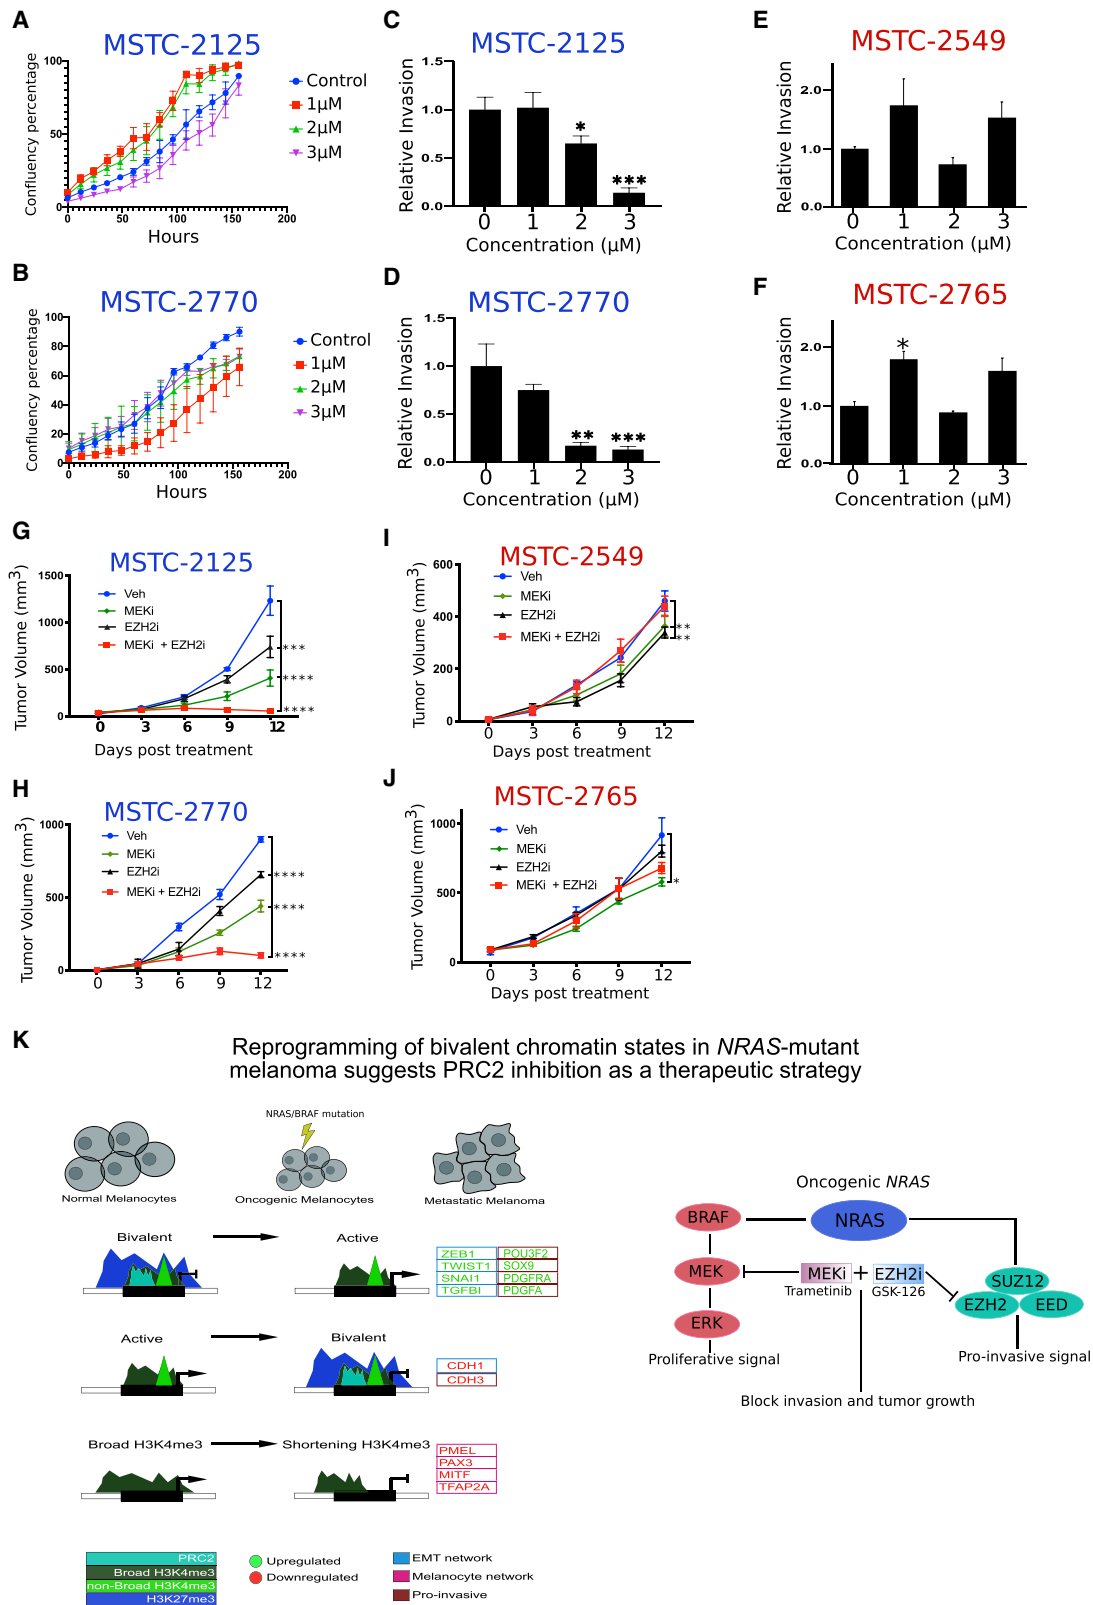 A
MSTC-2125
Confluency percentage
100
50
0
0
50
100
150
200
Hours
Control
1µM
2µM
3µM
C
MSTC-2125
Relative Invasion
1.5
1.0
0.5
0.0
*
***
0 1 2 3
Concentration (µM)
E
MSTC-2549
Relative Invasion
2.0
1.0
0.0
0 1 2 3
Concentration (µM)
B
MSTC-2770
Confluency percentage
100
80
60
40
20
0
0 50 100 150 200
Hours
Control
1µM
2µM
3µM
D
MSTC-2770
Relative Invasion
1.5
1.0
0.5
0.0
**
***
0 1 2 3
Concentration (µM)
F
MSTC-2765
Relative Invasion
2.0
1.0
0.0
*
0 1 2 3
Concentration (µM)
G
MSTC-2125
Tumor Volume (mm3)
1500
1000
500
0
Veh
MEKi
EZH2i
MEKi + EZH2i
***
****
****
0 3 6 9 12
Days post treatment
I
MSTC-2549
Tumor Volume (mm3)
600
400
200
0
Veh
MEKi
EZH2i
MEKi + EZH2i
**
**
0 3 6 9 12
Days post treatment
H
MSTC-2770
Tumor Volume (mm3)
1000
500
0
Veh
MEKi
EZH2i
MEKi + EZH2i
****
****
****
0 3 6 9 12
Days post treatment
J
MSTC-2765
Tumor Volume (mm3)
1000
500
0
Veh
MEKi
EZH2i
MEKi + EZH2i
*
0 3 6 9 12
Days post treatment
K
Reprogramming of bivalent chromatin states in NRAS-mutant
melanoma suggests PRC2 inhibition as a therapeutic strategy
NRAS/BRAF mutation
Normal Melanocytes
Oncogenic Melanocytes
Metastatic Melanoma
Bivalent
Active
ZEB1 POU3F2
TWIST1 SOX9
SNAI1 PDGFRA
TGFBI PDGFA
Active
Bivalent
CDH1
CDH3
Broad H3K4me3
Shortening H3K4me3
PMEL
PAX3
MITF
TFAP2A
PRC2
Broad H3K4me3
non-Broad H3K4me3
H3K27me3
Upregulated
Downregulated
EMT network
Melanocyte network
Pro-invasive
Oncogenic NRAS
BRAF
NRAS
MEK
MEKi + EZH2i
Trametinib
GSK-126
SUZ12
EZH2
EED
ERK
Proliferative signal
Pro-invasive signal
Block invasion and tumor growth